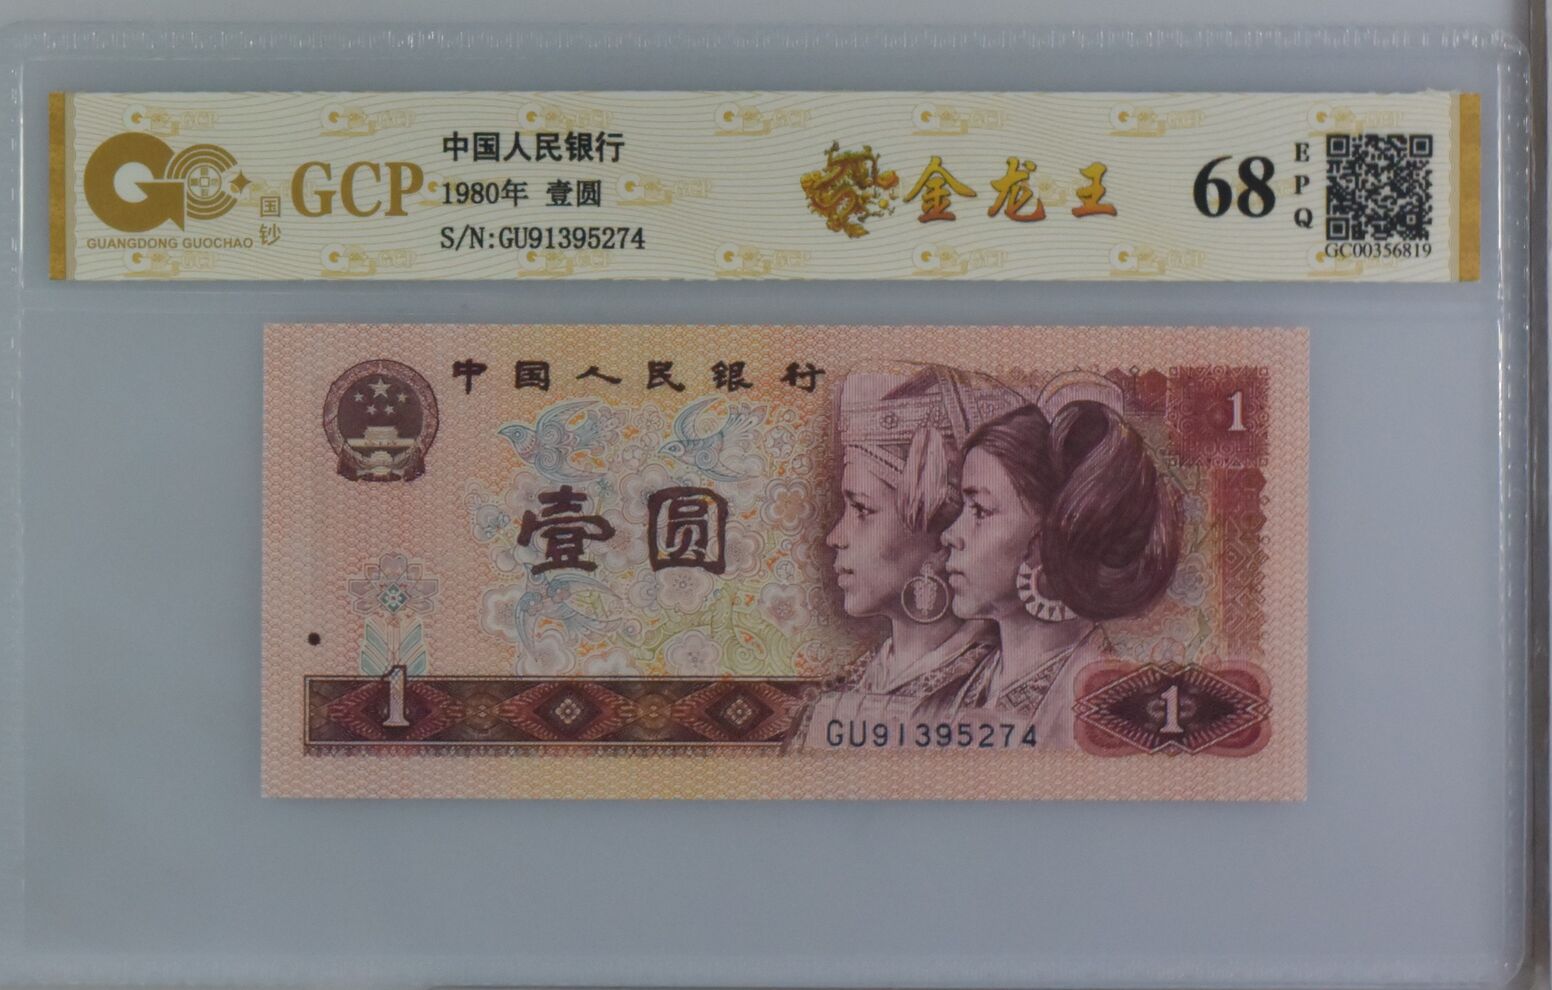 GUANGDONG GUOCHAO
国钞
GCP
中国人民银行
1980年 壹圆
S/N:GU91395274
金龙王
68
EPQ
GC00356819
中国人民银行
1
壹圆
1
GU91395274
1